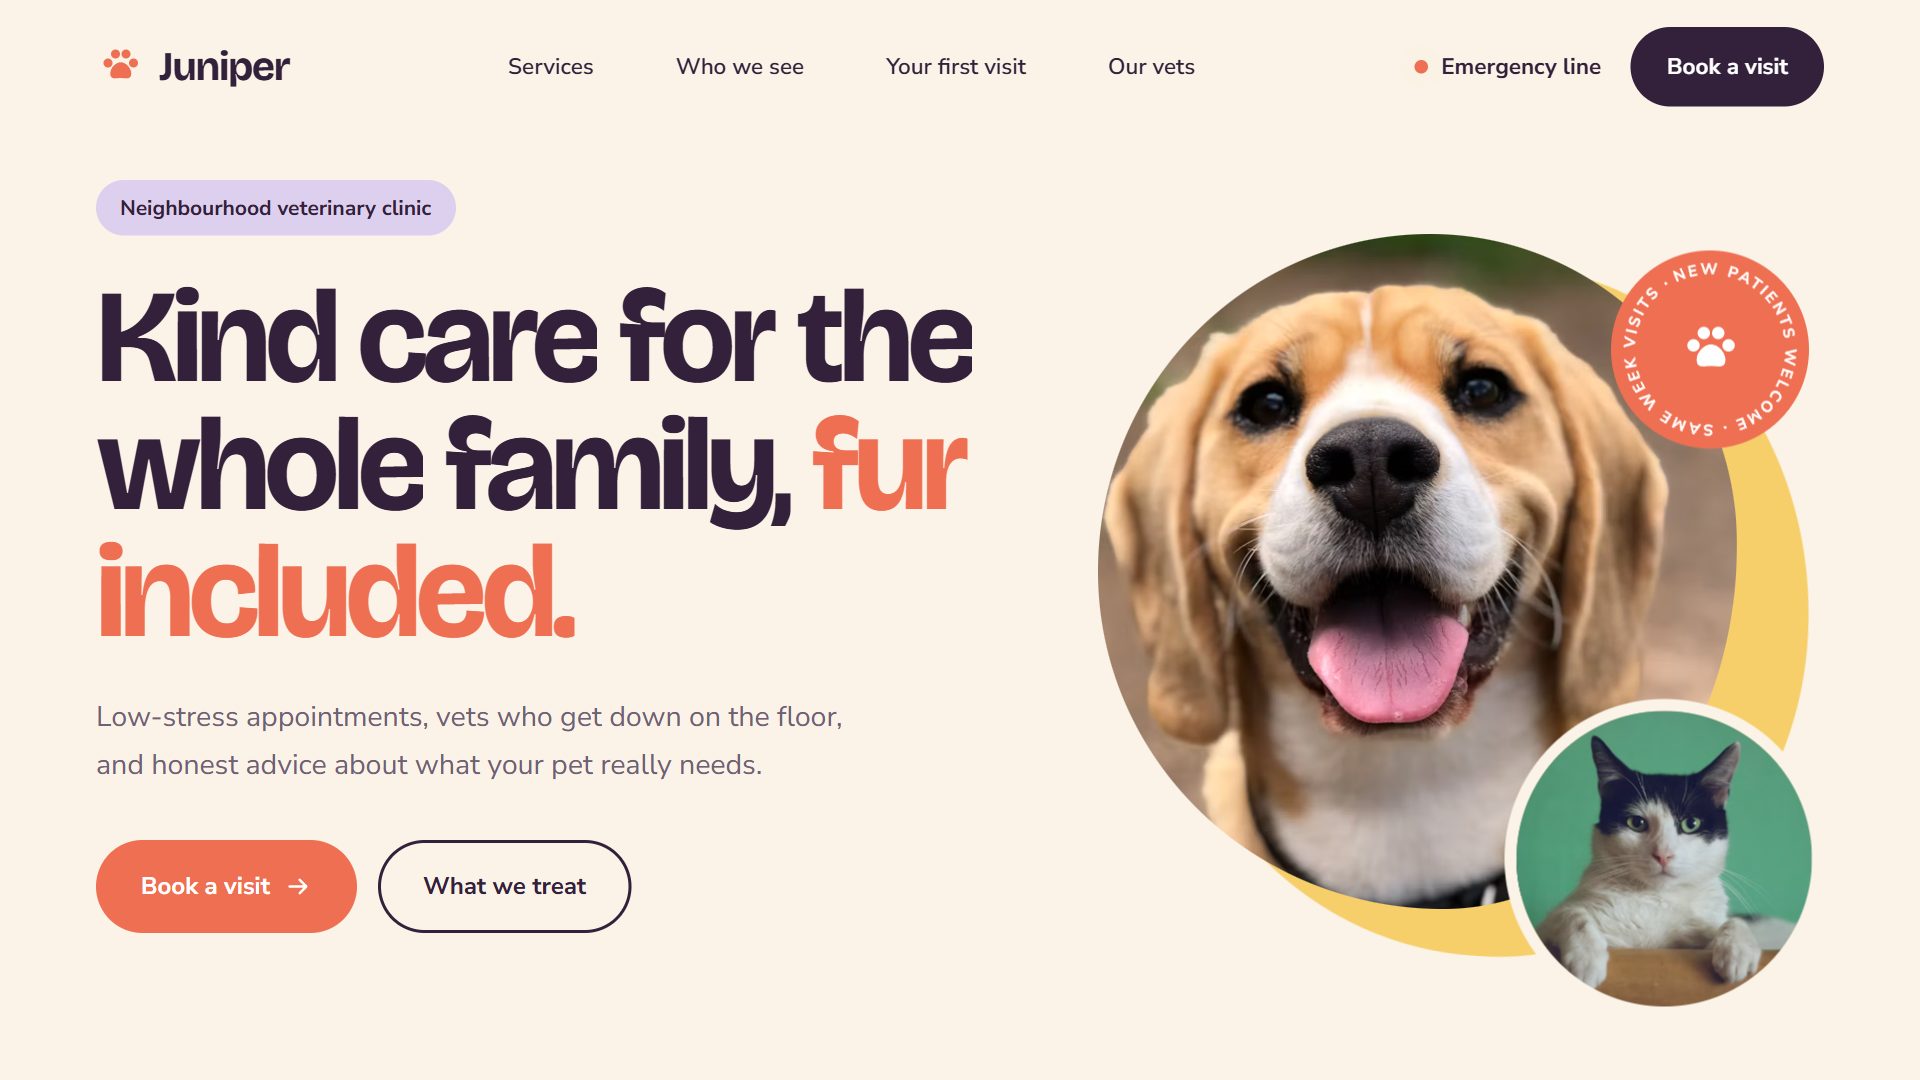 Juniper
Services
Who we see
Your first visit
Our vets
Emergency line
Book a visit
Neighbourhood veterinary clinic
Kind care for the
whole family, fur
included.
Low-stress appointments, vets who get down on the floor,
and honest advice about what your pet really needs.
Book a visit →
What we treat
NEW PATIENTS WELCOME · SAME WEEK VISITS ·